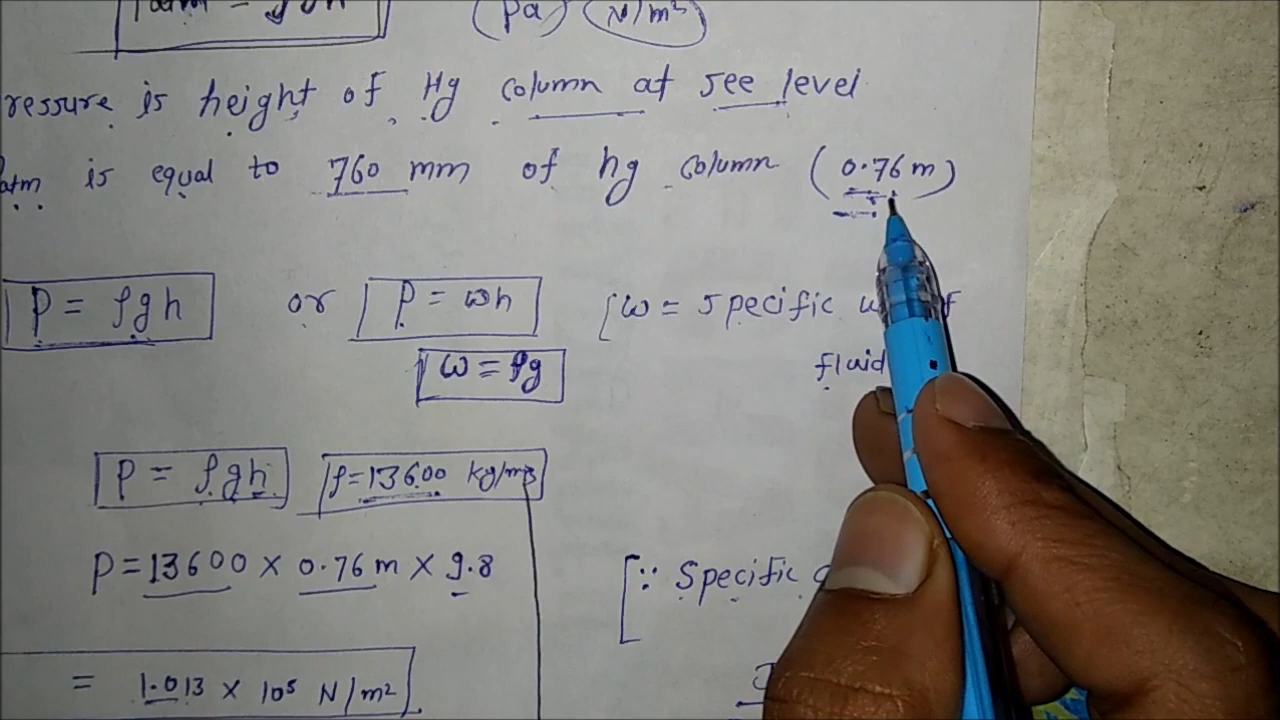 (Pa) (N/m²)
ressure is height of Hg column at see level
atm is equal to 760 mm of hg column (0.76 m)
P = ρgh or P = ωh [ω = specific
ω = ρg fluid
P = ρgh ρ=13600 kg/m³
P = 13600 × 0.76 m × 9.8
[∵ Specific
= 1.013 × 10⁵ N/m²